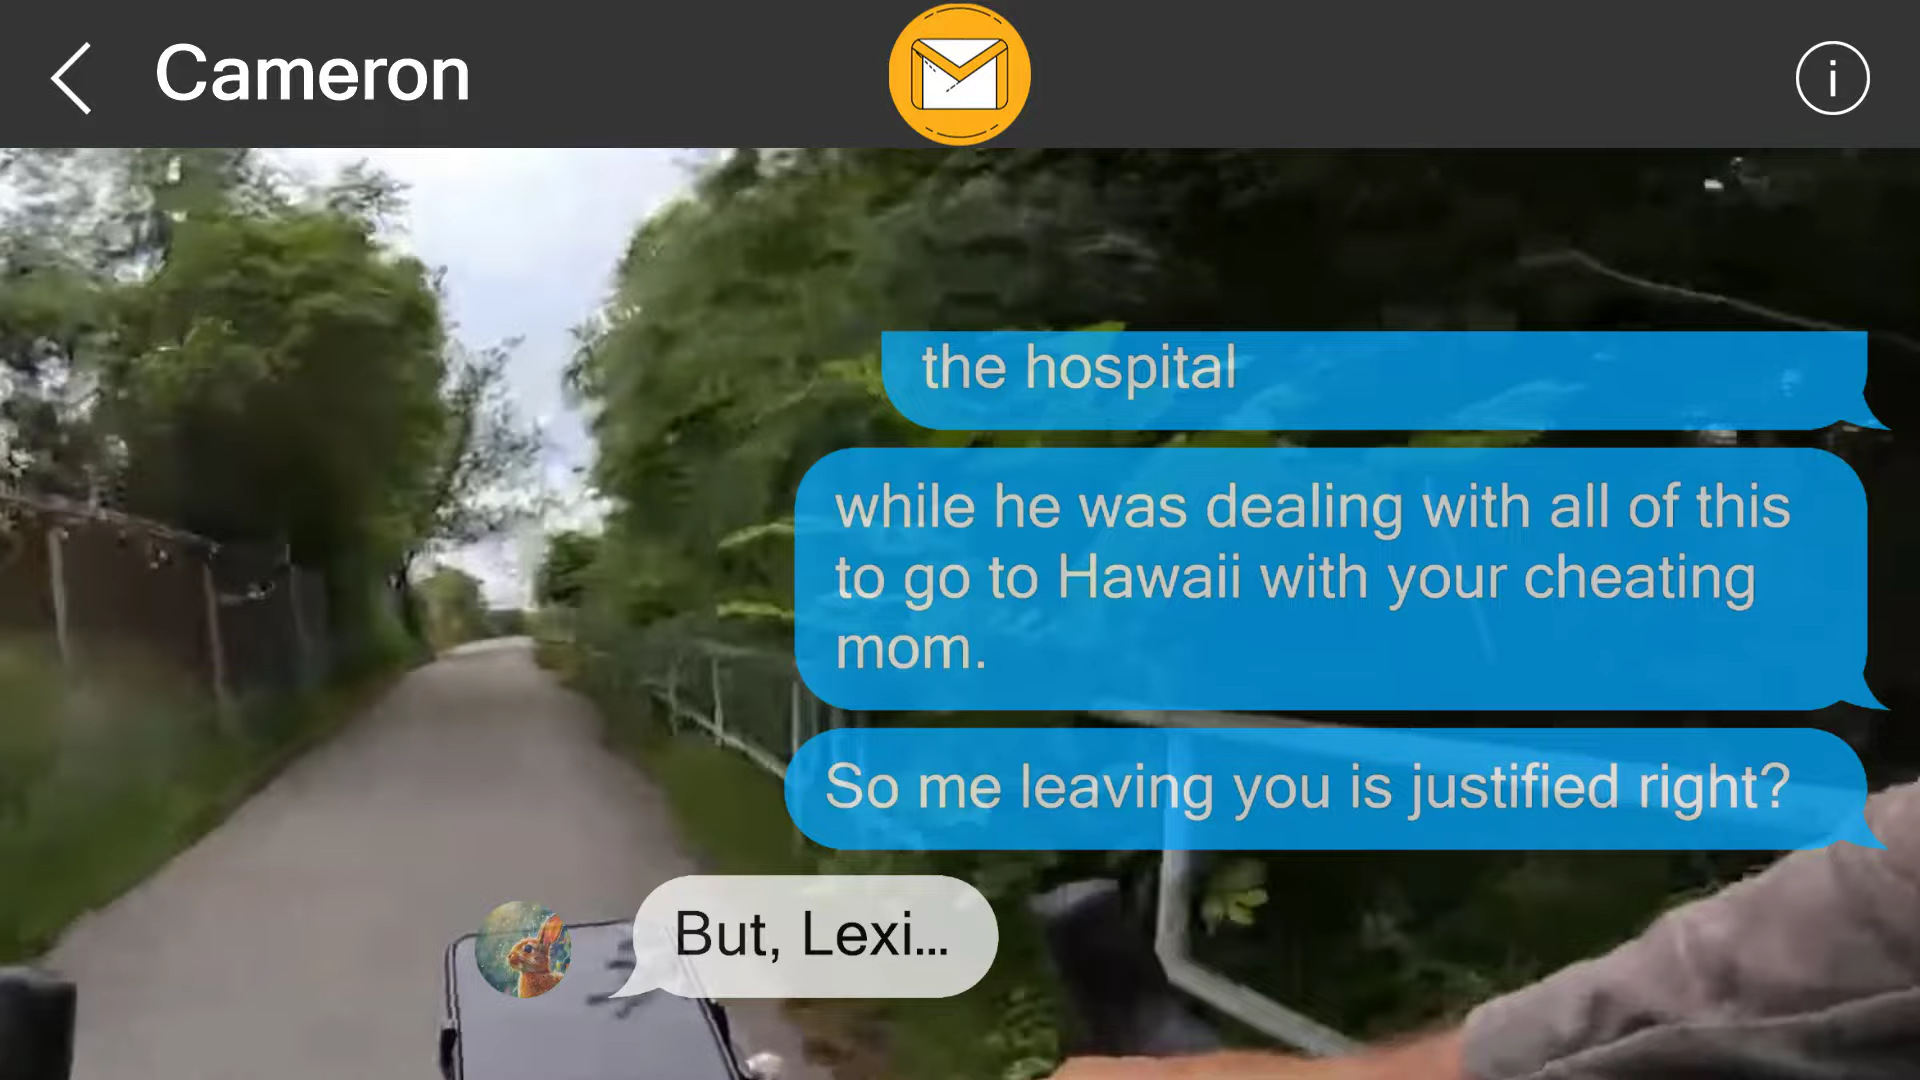 Cameron
i
the hospital
while he was dealing with all of this
to go to Hawaii with your cheating
mom.
So me leaving you is justified right?
But, Lexi...